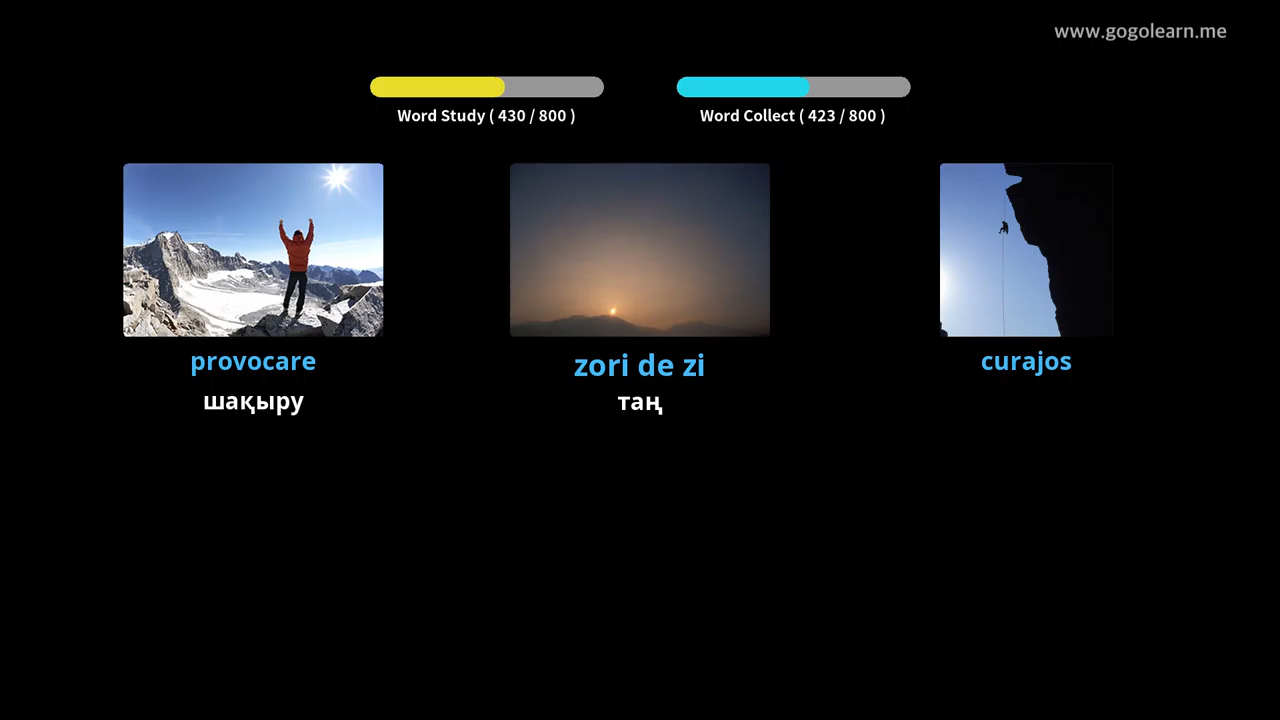 www.gogolearn.me
Word Study ( 430 / 800 )
Word Collect ( 423 / 800 )
provocare
шақыру
zori de zi
таң
curajos